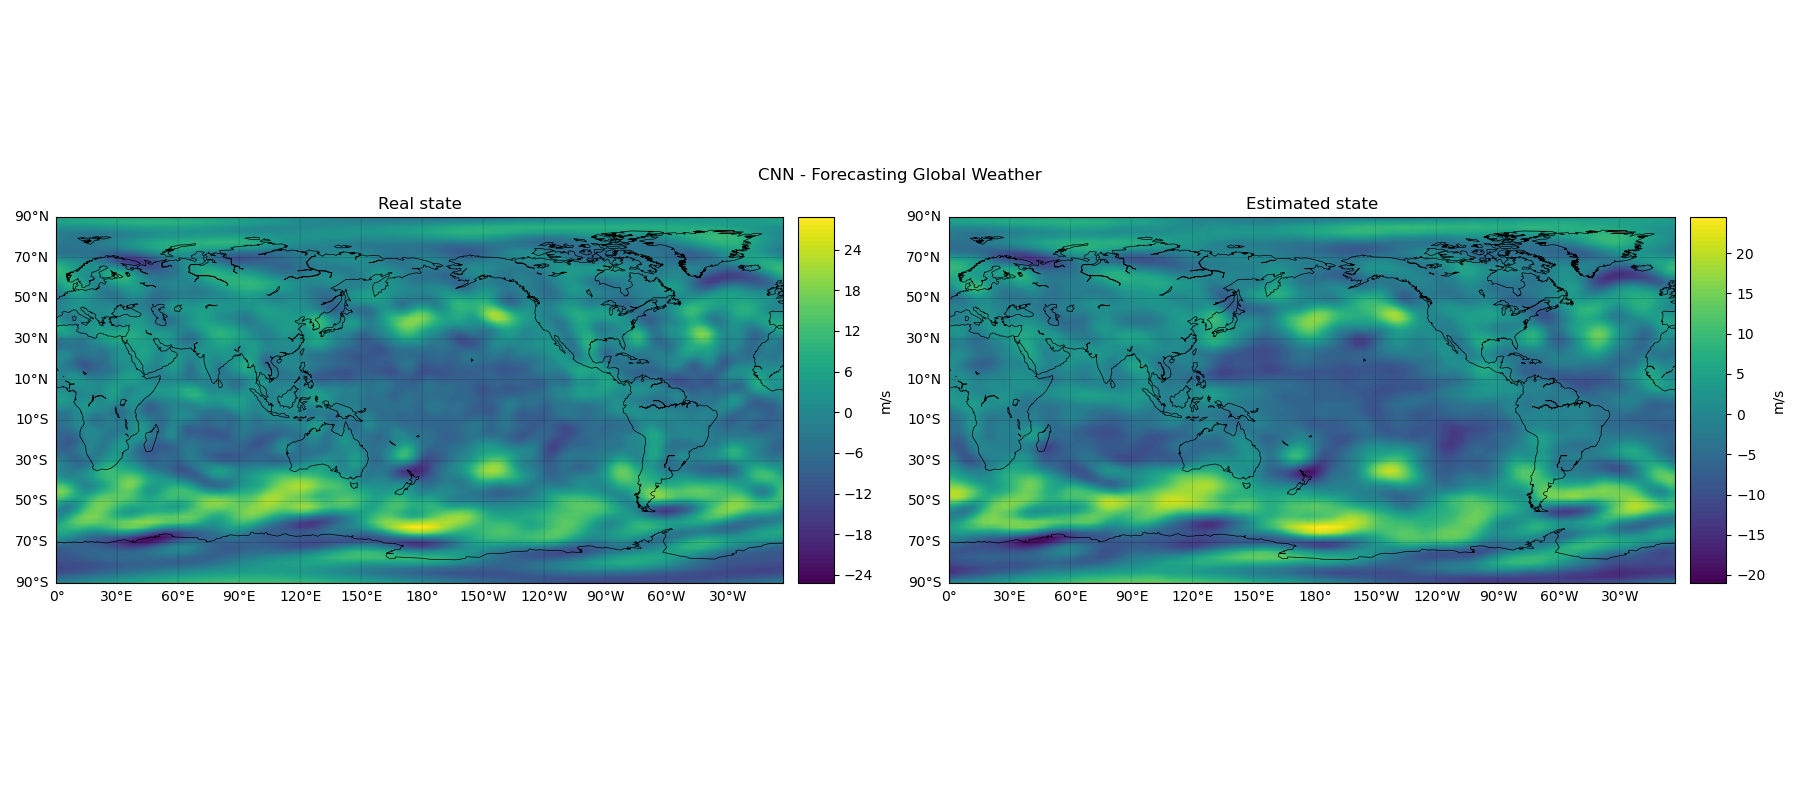 CNN - Forecasting Global Weather
Real state
90°N
70°N
50°N
30°N
10°N
10°S
30°S
50°S
70°S
90°S
0° 30°E 60°E 90°E 120°E 150°E 180° 150°W 120°W 90°W 60°W 30°W
24
18
12
6
0
−6
−12
−18
−24
m/s
Estimated state
90°N
70°N
50°N
30°N
10°N
10°S
30°S
50°S
70°S
90°S
0° 30°E 60°E 90°E 120°E 150°E 180° 150°W 120°W 90°W 60°W 30°W
20
15
10
5
0
−5
−10
−15
−20
m/s